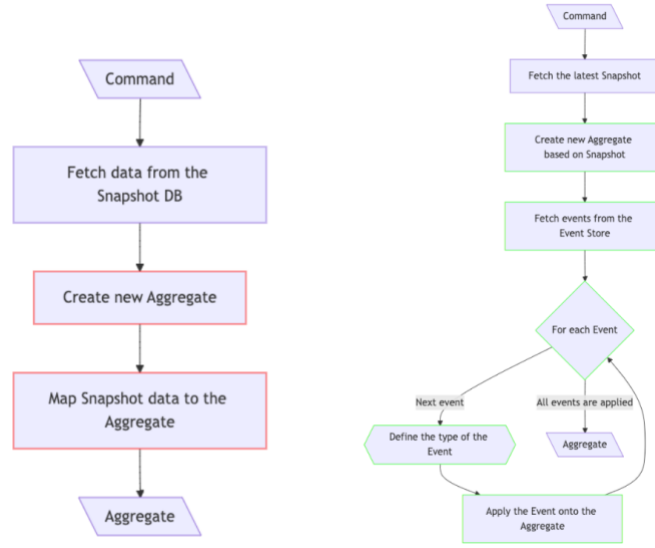 Command
Fetch data from the
Snapshot DB
Create new Aggregate
Map Snapshot data to the
Aggregate
Aggregate
Command
Fetch the latest Snapshot
Create new Aggregate
based on Snapshot
Fetch events from the
Event Store
For each Event
Next event
All events are applied
Define the type of the
Event
Aggregate
Apply the Event onto the
Aggregate